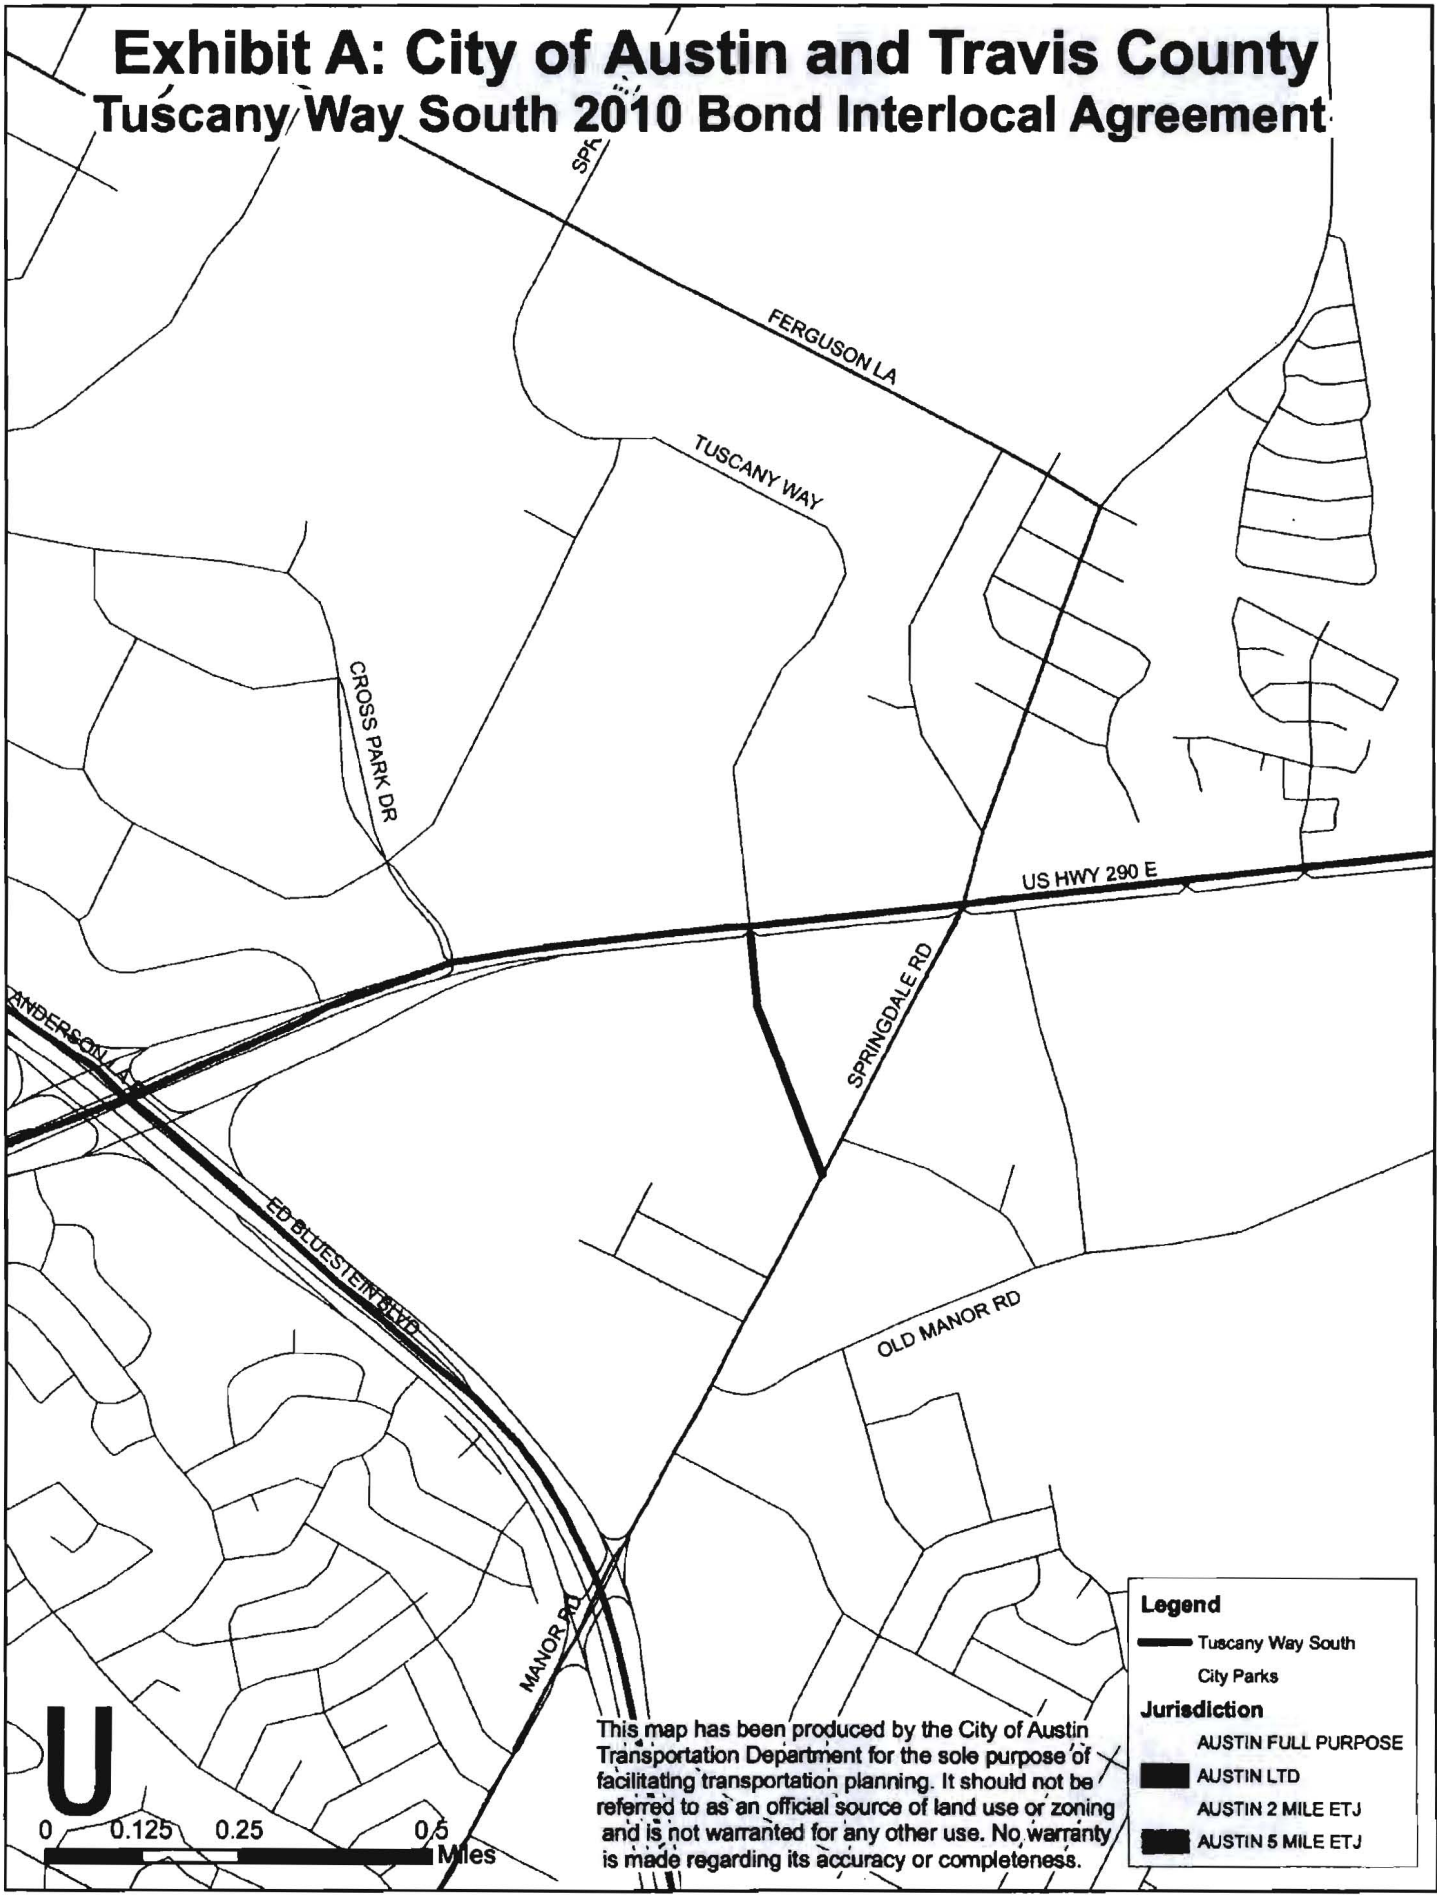 Exhibit A: City of Austin and Travis County
Tuscany Way South 2010 Bond Interlocal Agreement
SPR
FERGUSON LA
TUSCANY WAY
CROSS PARK DR
US HWY 290 E
SPRINGDALE RD
ANDERSON LA
ED BLUESTEIN BLVD
OLD MANOR RD
MANOR RD
Legend
Tuscany Way South
City Parks
Jurisdiction
AUSTIN FULL PURPOSE
AUSTIN LTD
AUSTIN 2 MILE ETJ
AUSTIN 5 MILE ETJ
This map has been produced by the City of Austin
Transportation Department for the sole purpose of
facilitating transportation planning. It should not be
referred to as an official source of land use or zoning
and is not warranted for any other use. No warranty
is made regarding its accuracy or completeness.
U
0 0.125 0.25 0.5
Miles